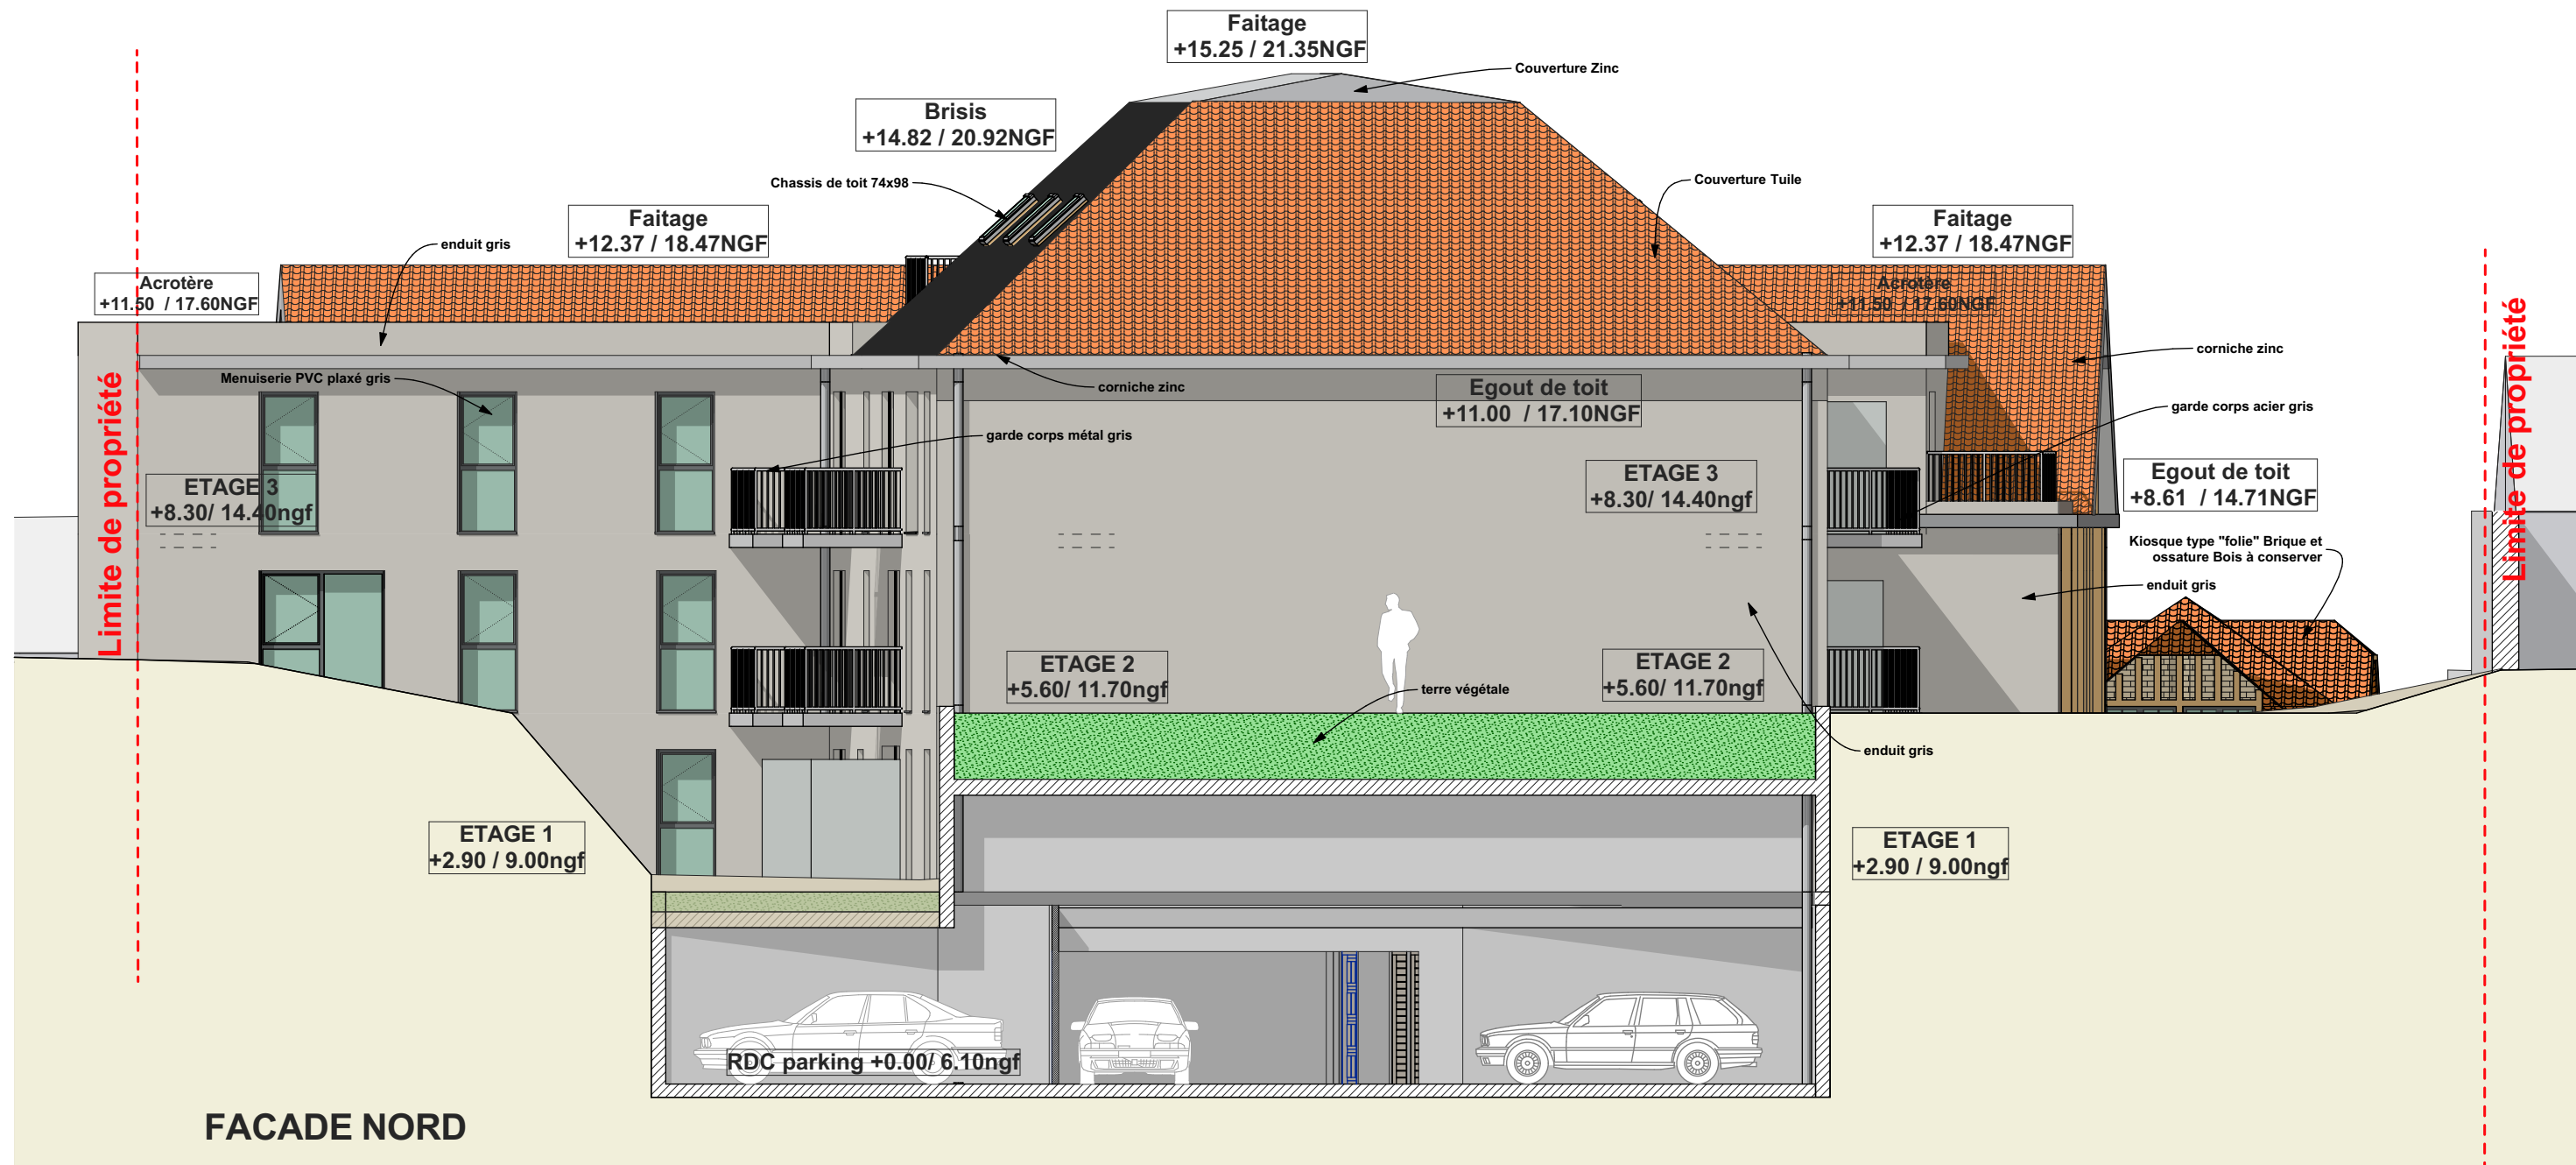 Faitage
+15.25 / 21.35NGF
Couverture Zinc
Brisis
+14.82 / 20.92NGF
Chassis de toit 74x98
Couverture Tuile
Faitage
+12.37 / 18.47NGF
Faitage
+12.37 / 18.47NGF
enduit gris
Acrotère
+11.50 / 17.60NGF
Acrotère
+11.50 / 17.60NGF
Limite de propriété
Limite de propriété
corniche zinc
Menuiserie PVC plaxé gris
corniche zinc
Egout de toit
+11.00 / 17.10NGF
garde corps acier gris
garde corps métal gris
ETAGE 3
+8.30/ 14.40ngf
ETAGE 3
+8.30/ 14.40ngf
Egout de toit
+8.61 / 14.71NGF
Kiosque type "folie" Brique et
ossature Bois à conserver
enduit gris
ETAGE 2
+5.60/ 11.70ngf
terre végétale
ETAGE 2
+5.60/ 11.70ngf
enduit gris
ETAGE 1
+2.90 / 9.00ngf
ETAGE 1
+2.90 / 9.00ngf
RDC parking +0.00/ 6.10ngf
FACADE NORD